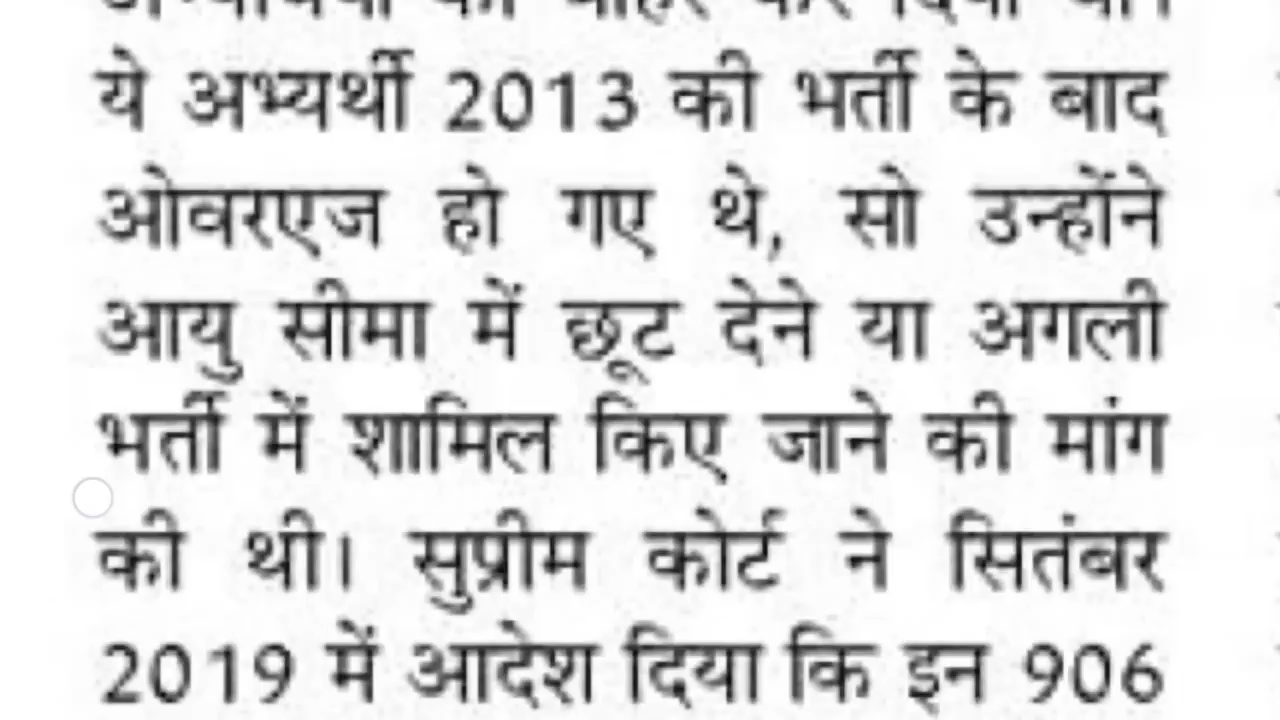 ये अभ्यर्थी 2013 की भर्ती के बाद
ओवरएज हो गए थे, सो उन्होंने
आयु सीमा में छूट देने या अगली
भर्ती में शामिल किए जाने की मांग
की थी। सुप्रीम कोर्ट ने सितंबर
2019 में आदेश दिया कि इन 906